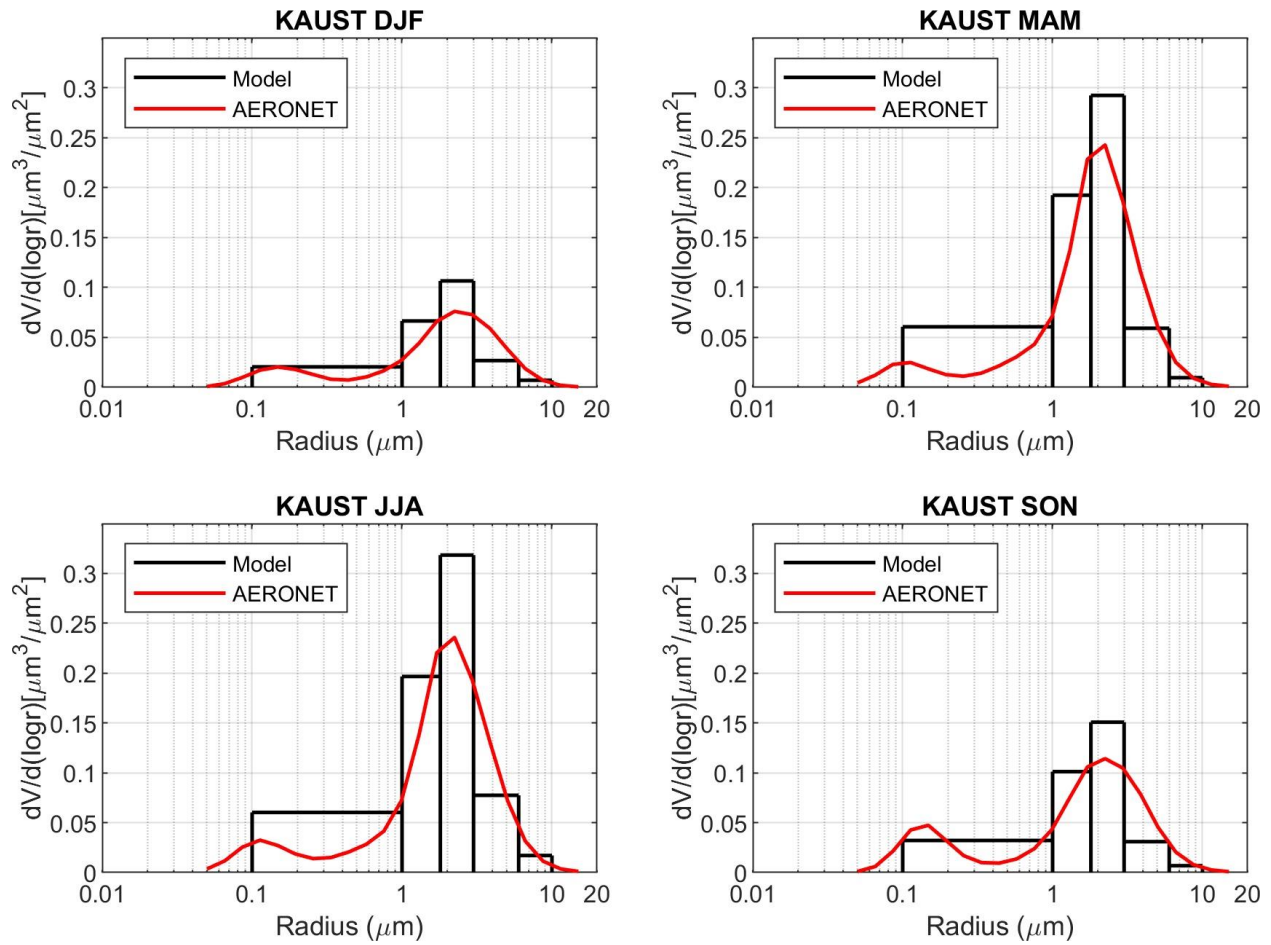 KAUST DJF
0.3
0.25
0.2
0.15
0.1
0.05
0
dV/d(logr)[μm³/μm²]
Model
AERONET
0.01 0.1 1 10 20
Radius (μm)
KAUST MAM
0.3
0.25
0.2
0.15
0.1
0.05
0
dV/d(logr)[μm³/μm²]
Model
AERONET
0.01 0.1 1 10 20
Radius (μm)
KAUST JJA
0.3
0.25
0.2
0.15
0.1
0.05
0
dV/d(logr)[μm³/μm²]
Model
AERONET
0.01 0.1 1 10 20
Radius (μm)
KAUST SON
0.3
0.25
0.2
0.15
0.1
0.05
0
dV/d(logr)[μm³/μm²]
Model
AERONET
0.01 0.1 1 10 20
Radius (μm)